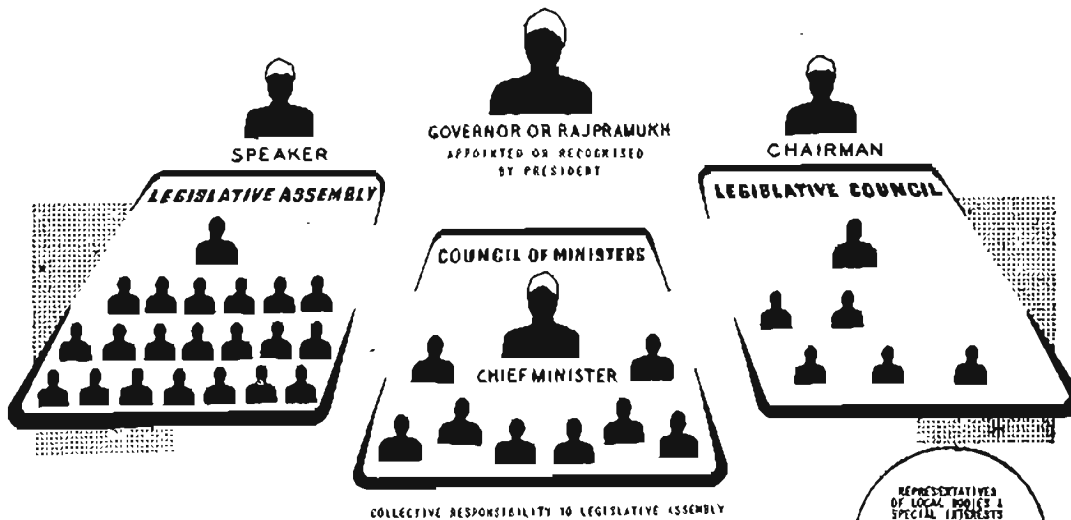 GOVERNOR OR RAJPRAMUKH
APPOINTED OR RECOGNISED
BY PRESIDENT
SPEAKER
CHAIRMAN
LEGISLATIVE ASSEMBLY
LEGISLATIVE COUNCIL
COUNCIL OF MINISTERS
CHIEF MINISTER
COLLECTIVE RESPONSIBILITY TO LEGISLATIVE ASSEMBLY
REPRESENTATIVES
OF LOCAL BODIES &
SPECIAL INTERESTS